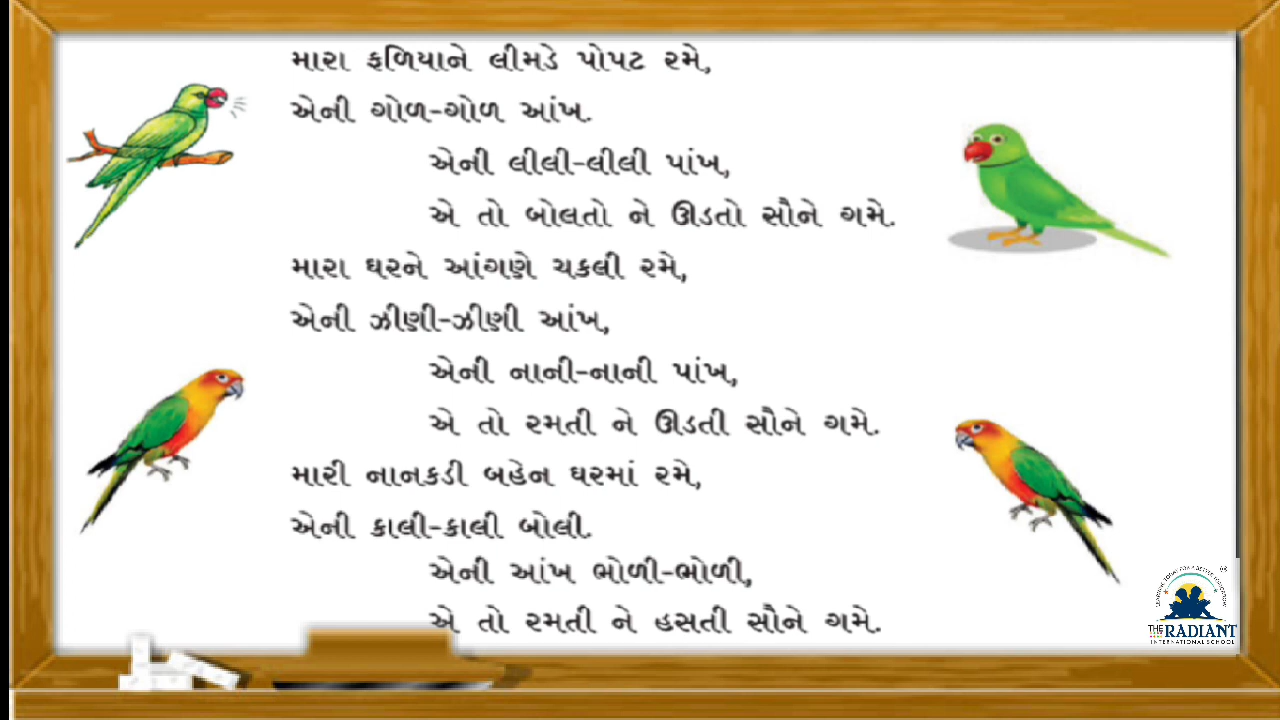 મારા ફળિયાને લીમડે પોપટ રમે,
એની ગોળ-ગોળ આંખ.
એની લીલી-લીલી પાંખ,
એ તો બોલતો ને ઊડતો સૌને ગમે.
મારા ઘરને આંગણે ચકલી રમે,
એની ઝીણી-ઝીણી આંખ,
એની નાની-નાની પાંખ,
એ તો રમતી ને ઊડતી સૌને ગમે.
મારી નાનકડી બહેન ઘરમાં રમે,
એની કાલી-કાલી બોલી.
એની આંખ ભોળી-ભોળી,
એ તો રમતી ને હસતી સૌને ગમે.
THE RADIANT
INTERNATIONAL SCHOOL